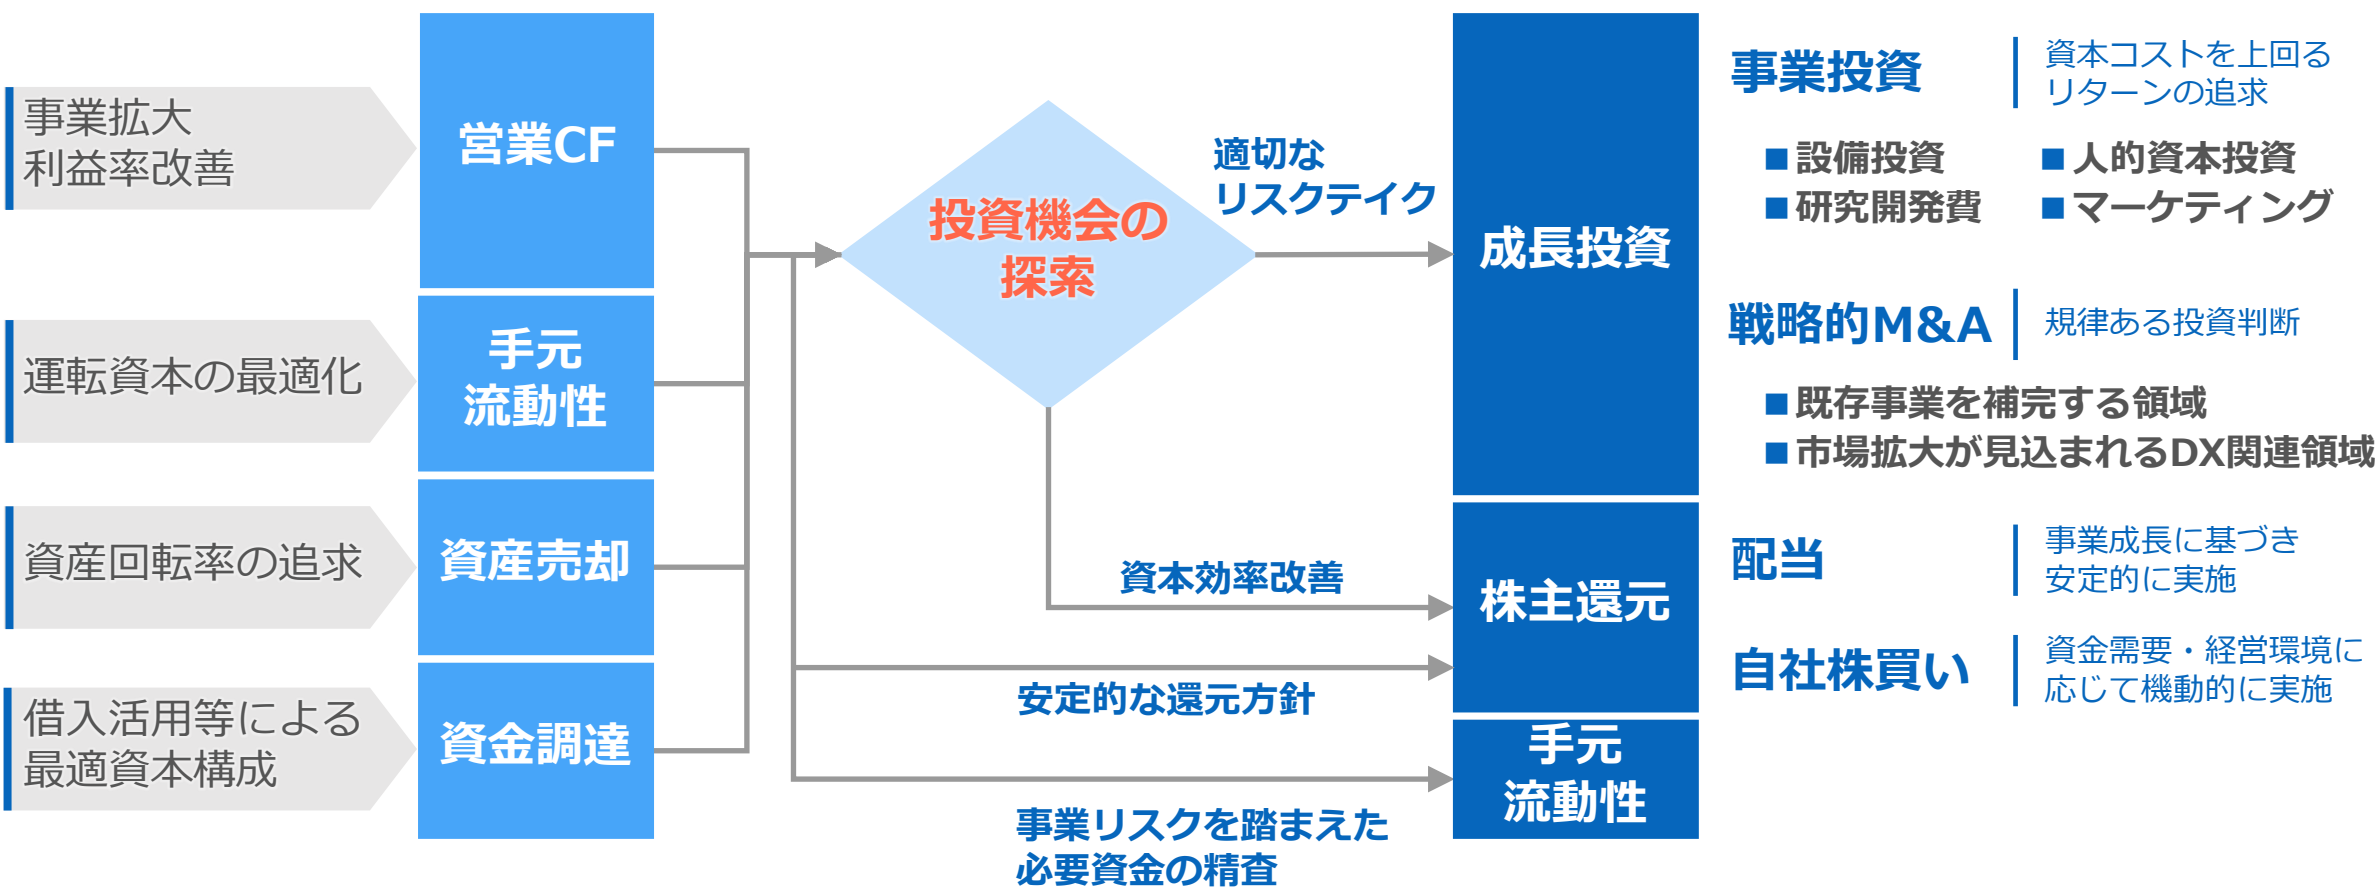 事業拡大
利益率改善
運転資本の最適化
資産回転率の追求
借入活用等による
最適資本構成
営業CF
手元
流動性
資産売却
資金調達
投資機会の
探索
適切な
リスクテイク
資本効率改善
安定的な還元方針
事業リスクを踏まえた
必要資金の精査
成長投資
株主還元
手元
流動性
事業投資
資本コストを上回る
リターンの追求
■設備投資
■人的資本投資
■研究開発費
■マーケティング
戦略的M&A
規律ある投資判断
■既存事業を補完する領域
■市場拡大が見込まれるDX関連領域
配当
事業成長に基づき
安定的に実施
自社株買い
資金需要・経営環境に
応じて機動的に実施